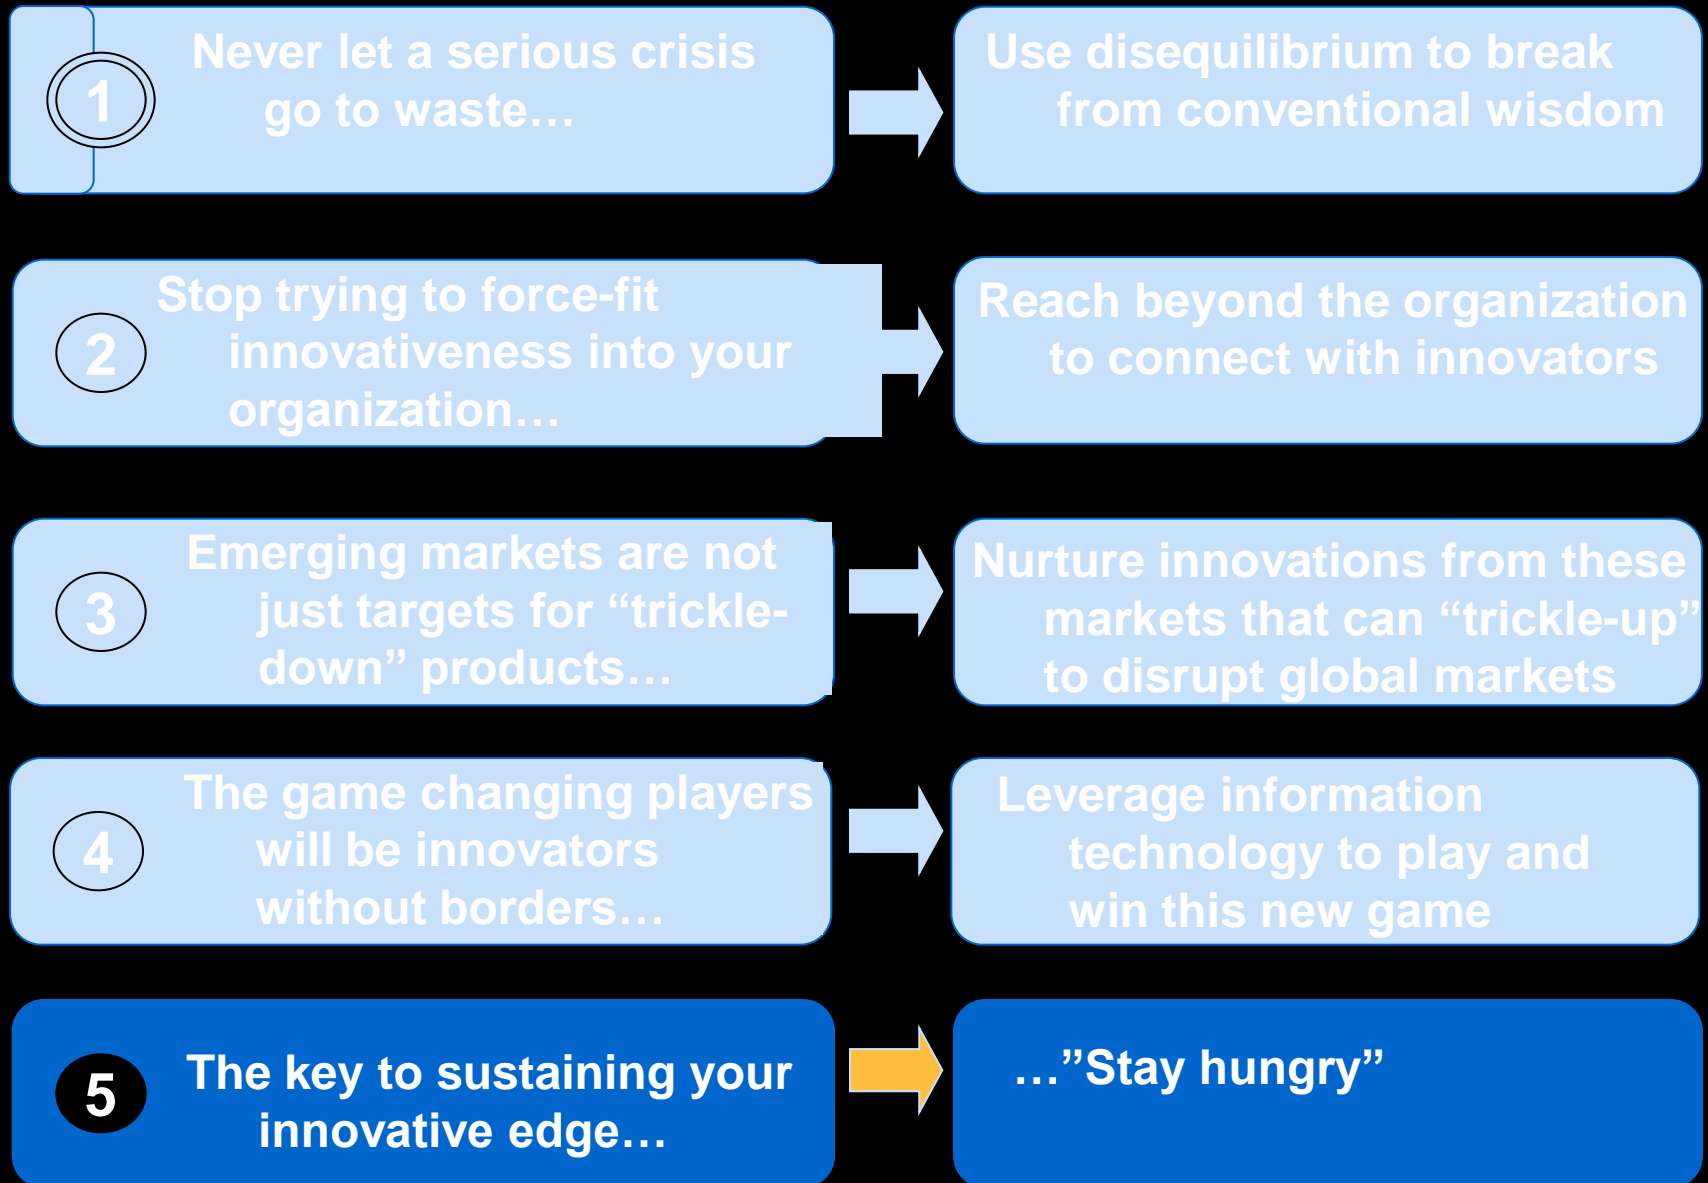 1
Never let a serious crisis
go to waste…
Use disequilibrium to break
from conventional wisdom
2
Stop trying to force-fit
innovativeness into your
organization…
Reach beyond the organization
to connect with innovators
3
Emerging markets are not
just targets for “trickle-
down” products…
Nurture innovations from these
markets that can “trickle-up”
to disrupt global markets
4
The game changing players
will be innovators
without borders…
Leverage information
technology to play and
win this new game
5
The key to sustaining your
innovative edge…
…”Stay hungry”